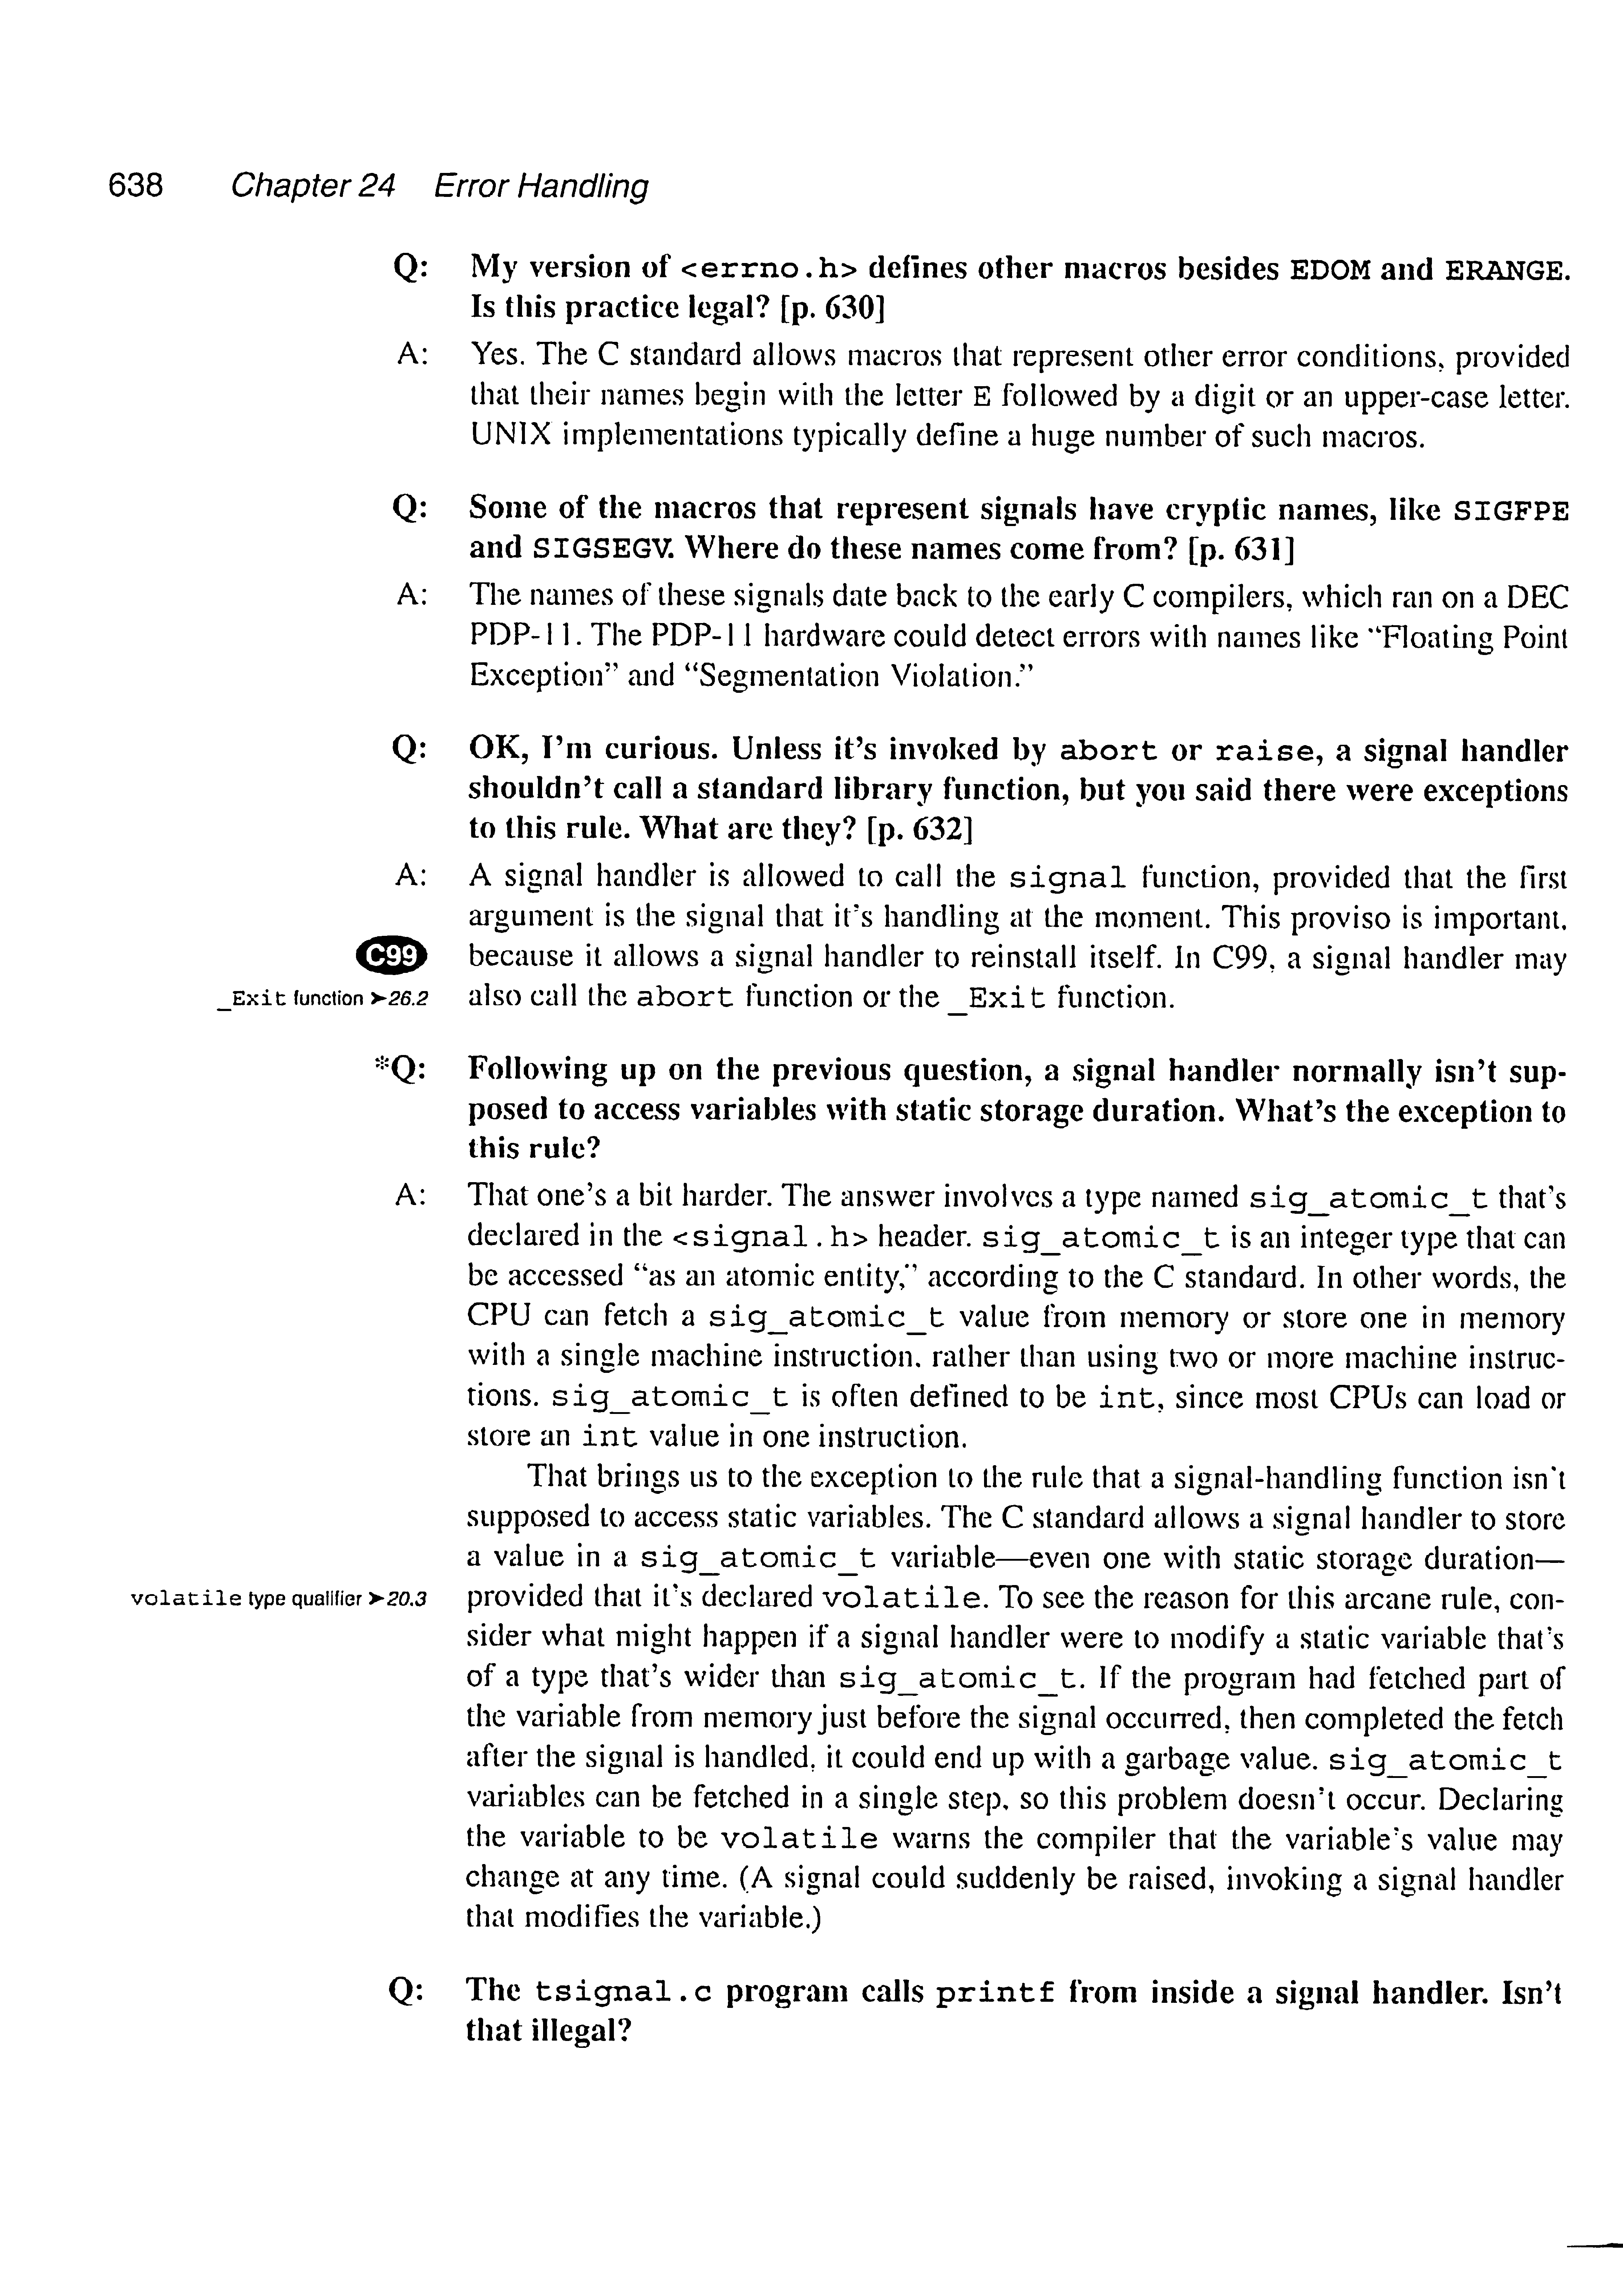 638 Chapter 24 Error Handling
Q: My version of <errno.h> defines other macros besides EDOM and ERANGE.
Is this practice legal? [p. 630]
A: Yes. The C standard allows macros that represent other error conditions, provided
that their names begin with the letter E followed by a digit or an upper-case letter.
UNIX implementations typically define a huge number of such macros.
Q: Some of the macros that represent signals have cryptic names, like SIGFPE
and SIGSEGV. Where do these names come from? [p. 631]
A: The names of these signals date back to the early C compilers, which ran on a DEC
PDP-11. The PDP-11 hardware could detect errors with names like “Floating Point
Exception” and “Segmentation Violation.”
Q: OK, I’m curious. Unless it’s invoked by abort or raise, a signal handler
shouldn’t call a standard library function, but you said there were exceptions
to this rule. What are they? [p. 632]
A: A signal handler is allowed to call the signal function, provided that the first
argument is the signal that it’s handling at the moment. This proviso is important,
C99 because it allows a signal handler to reinstall itself. In C99, a signal handler may
_Exit function ➤26.2 also call the abort function or the _Exit function.
*Q: Following up on the previous question, a signal handler normally isn’t sup-
posed to access variables with static storage duration. What’s the exception to
this rule?
A: That one’s a bit harder. The answer involves a type named sig_atomic_t that’s
declared in the <signal.h> header. sig_atomic_t is an integer type that can
be accessed “as an atomic entity,” according to the C standard. In other words, the
CPU can fetch a sig_atomic_t value from memory or store one in memory
with a single machine instruction, rather than using two or more machine instruc-
tions. sig_atomic_t is often defined to be int, since most CPUs can load or
store an int value in one instruction.
That brings us to the exception to the rule that a signal-handling function isn’t
supposed to access static variables. The C standard allows a signal handler to store
a value in a sig_atomic_t variable—even one with static storage duration—
volatile type qualifier ➤20.3 provided that it’s declared volatile. To see the reason for this arcane rule, con-
sider what might happen if a signal handler were to modify a static variable that’s
of a type that’s wider than sig_atomic_t. If the program had fetched part of
the variable from memory just before the signal occurred, then completed the fetch
after the signal is handled, it could end up with a garbage value. sig_atomic_t
variables can be fetched in a single step, so this problem doesn’t occur. Declaring
the variable to be volatile warns the compiler that the variable’s value may
change at any time. (A signal could suddenly be raised, invoking a signal handler
that modifies the variable.)
Q: The tsignal.c program calls printf from inside a signal handler. Isn’t
that illegal?